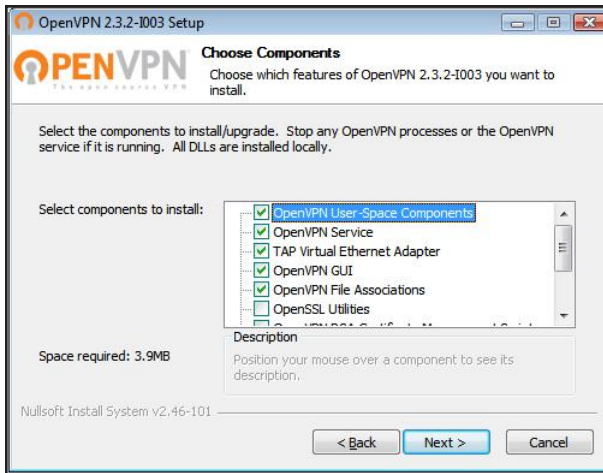 OpenVPN 2.3.2-I003 Setup
OPENVPN
The open source VPN
Choose Components
Choose which features of OpenVPN 2.3.2-I003 you want to
install.
Select the components to install/upgrade. Stop any OpenVPN processes or the OpenVPN
service if it is running. All DLLs are installed locally.
Select components to install:
OpenVPN User-Space Components
OpenVPN Service
TAP Virtual Ethernet Adapter
OpenVPN GUI
OpenVPN File Associations
OpenSSL Utilities
Space required: 3.9MB
Description
Position your mouse over a component to see its
description.
Nullsoft Install System v2.46-101
< Back
Next >
Cancel